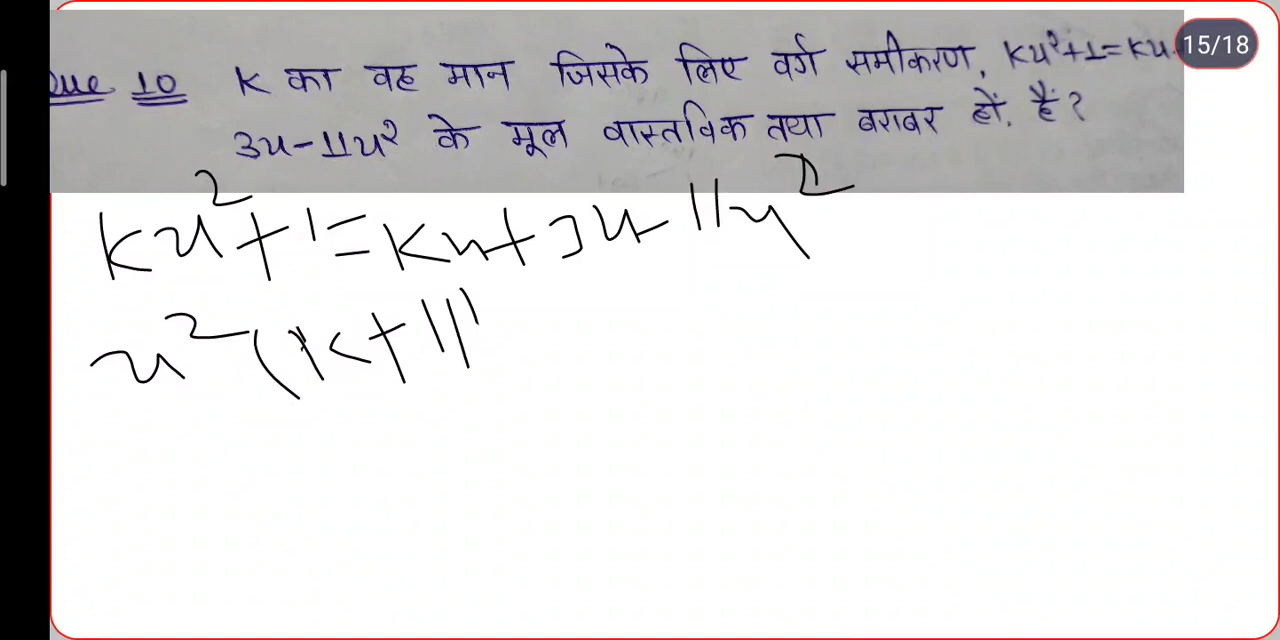 Que 10 K का वह मान जिसके लिए वर्ग समीकरण, Kx²+1=Kx
15/18
3x-11x² के मूल वास्तविक तथा बराबर हों. हैं?
kx²+1=Kx+3x-11x²
x²(k+11)